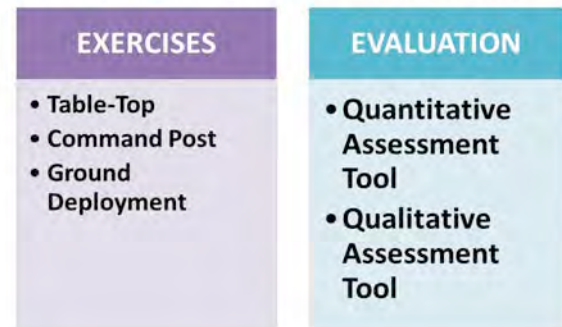 EXERCISES
• Table-Top
• Command Post
• Ground
Deployment
EVALUATION
• Quantitative
Assessment
Tool
• Qualitative
Assessment
Tool